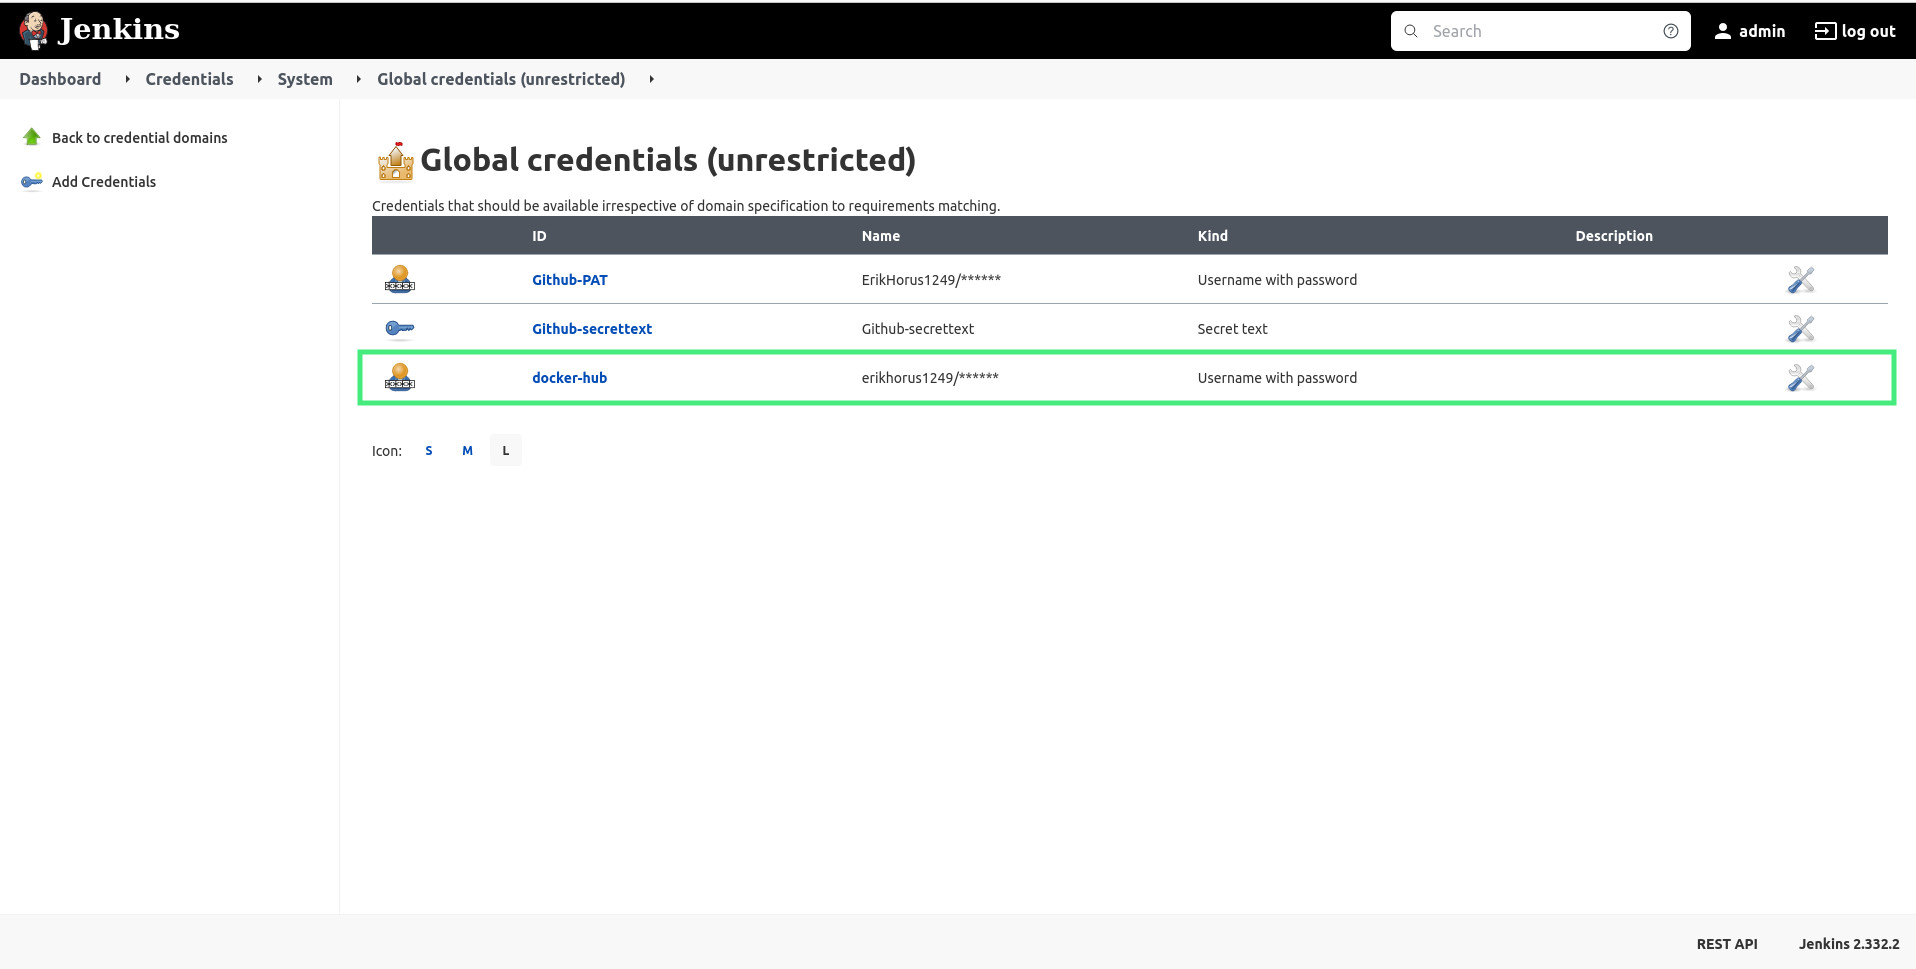 Jenkins Search admin log out
Dashboard Credentials System Global credentials (unrestricted)
Back to credential domains
Add Credentials
Global credentials (unrestricted)
Credentials that should be available irrespective of domain specification to requirements matching.
ID Name Kind Description
Github-PAT ErikHorus1249/****** Username with password
Github-secrettext Github-secrettext Secret text
docker-hub erikhorus1249/****** Username with password
Icon: S M L
REST API Jenkins 2.332.2